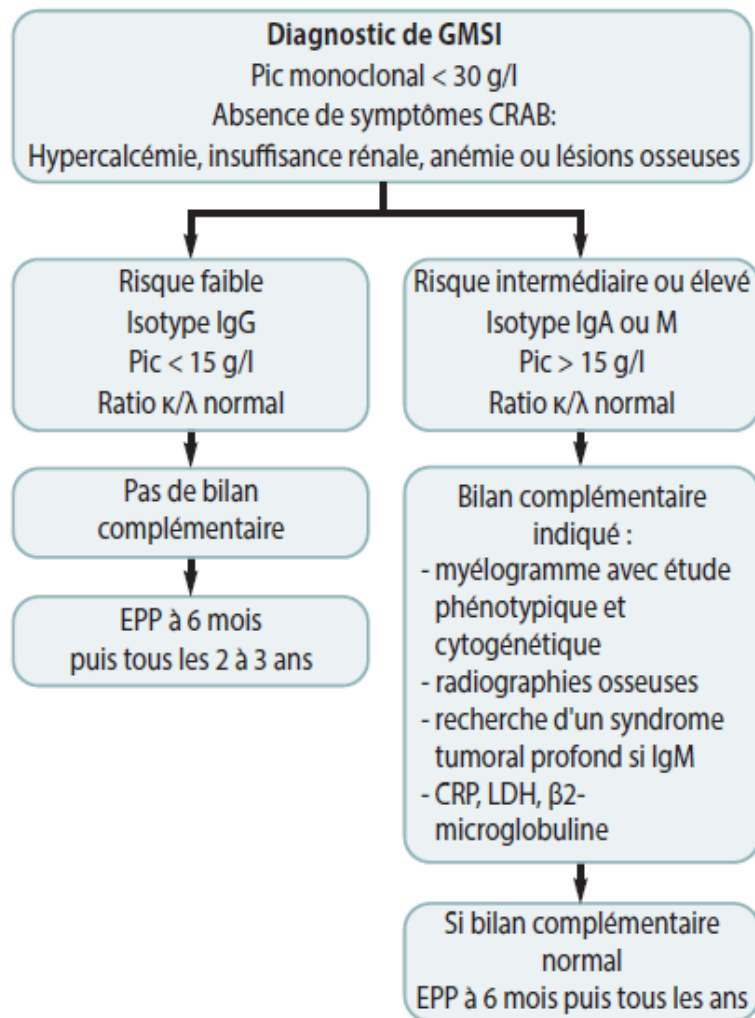 Diagnostic de GMSI
Pic monoclonal < 30 g/l
Absence de symptômes CRAB:
Hypercalcémie, insuffisance rénale, anémie ou lésions osseuses
Risque faible
Isotype IgG
Pic < 15 g/l
Ratio κ/λ normal
Pas de bilan
complémentaire
EPP à 6 mois
puis tous les 2 à 3 ans
Risque intermédiaire ou élevé
Isotype IgA ou M
Pic > 15 g/l
Ratio κ/λ normal
Bilan complémentaire
indiqué :
- myélogramme avec étude
phénotypique et
cytogénétique
- radiographies osseuses
- recherche d'un syndrome
tumoral profond si IgM
- CRP, LDH, β2-
microglobuline
Si bilan complémentaire
normal
EPP à 6 mois puis tous les ans